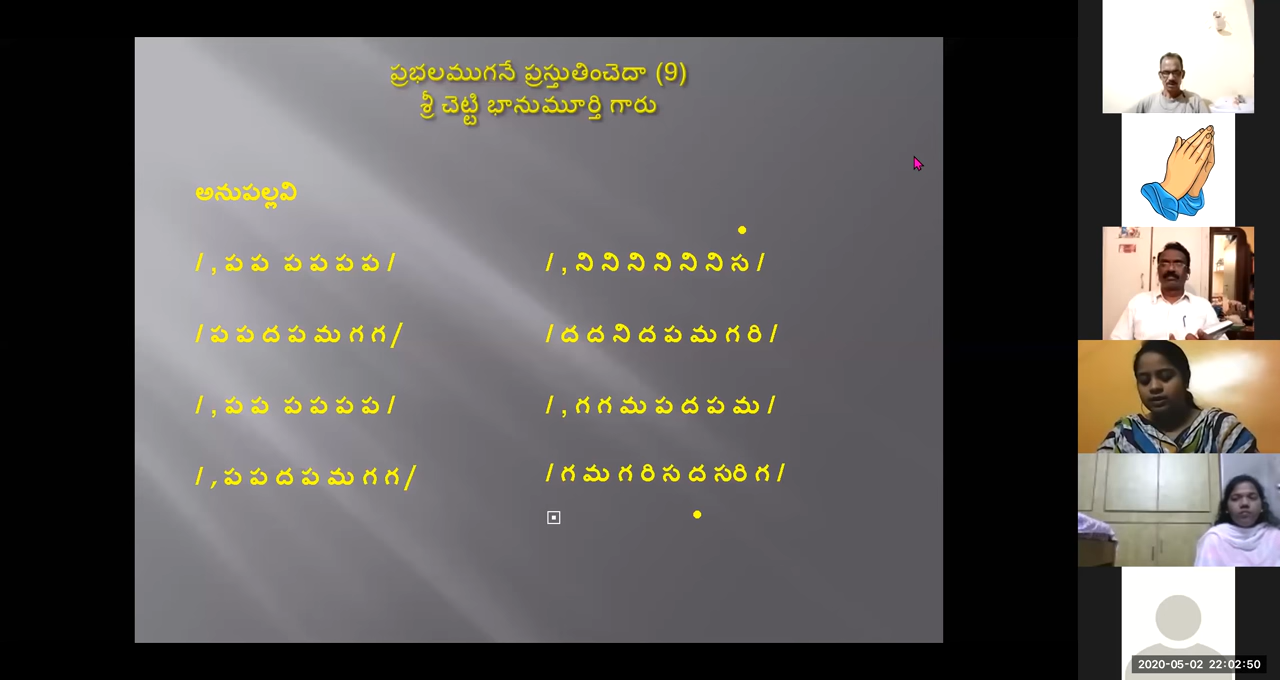 ప్రభలముగనే ప్రస్తుతించెదా (9)
శ్రీ చెట్టి భానుమూర్తి గారు
అనుపల్లవి
/ , ప ప ప ప ప ప /
/ , ని ని ని ని ని ని స /
/ ప ప ద ప మ గ గ /
/ ద ద ని ద ప మ గ రి /
/ , ప ప ప ప ప ప /
/ , గ గ మ ప ద ప మ /
/ , ప ప ద ప మ గ గ /
/ గ మ గ రి స ద స రి గ /
2020-05-02 22:02:50